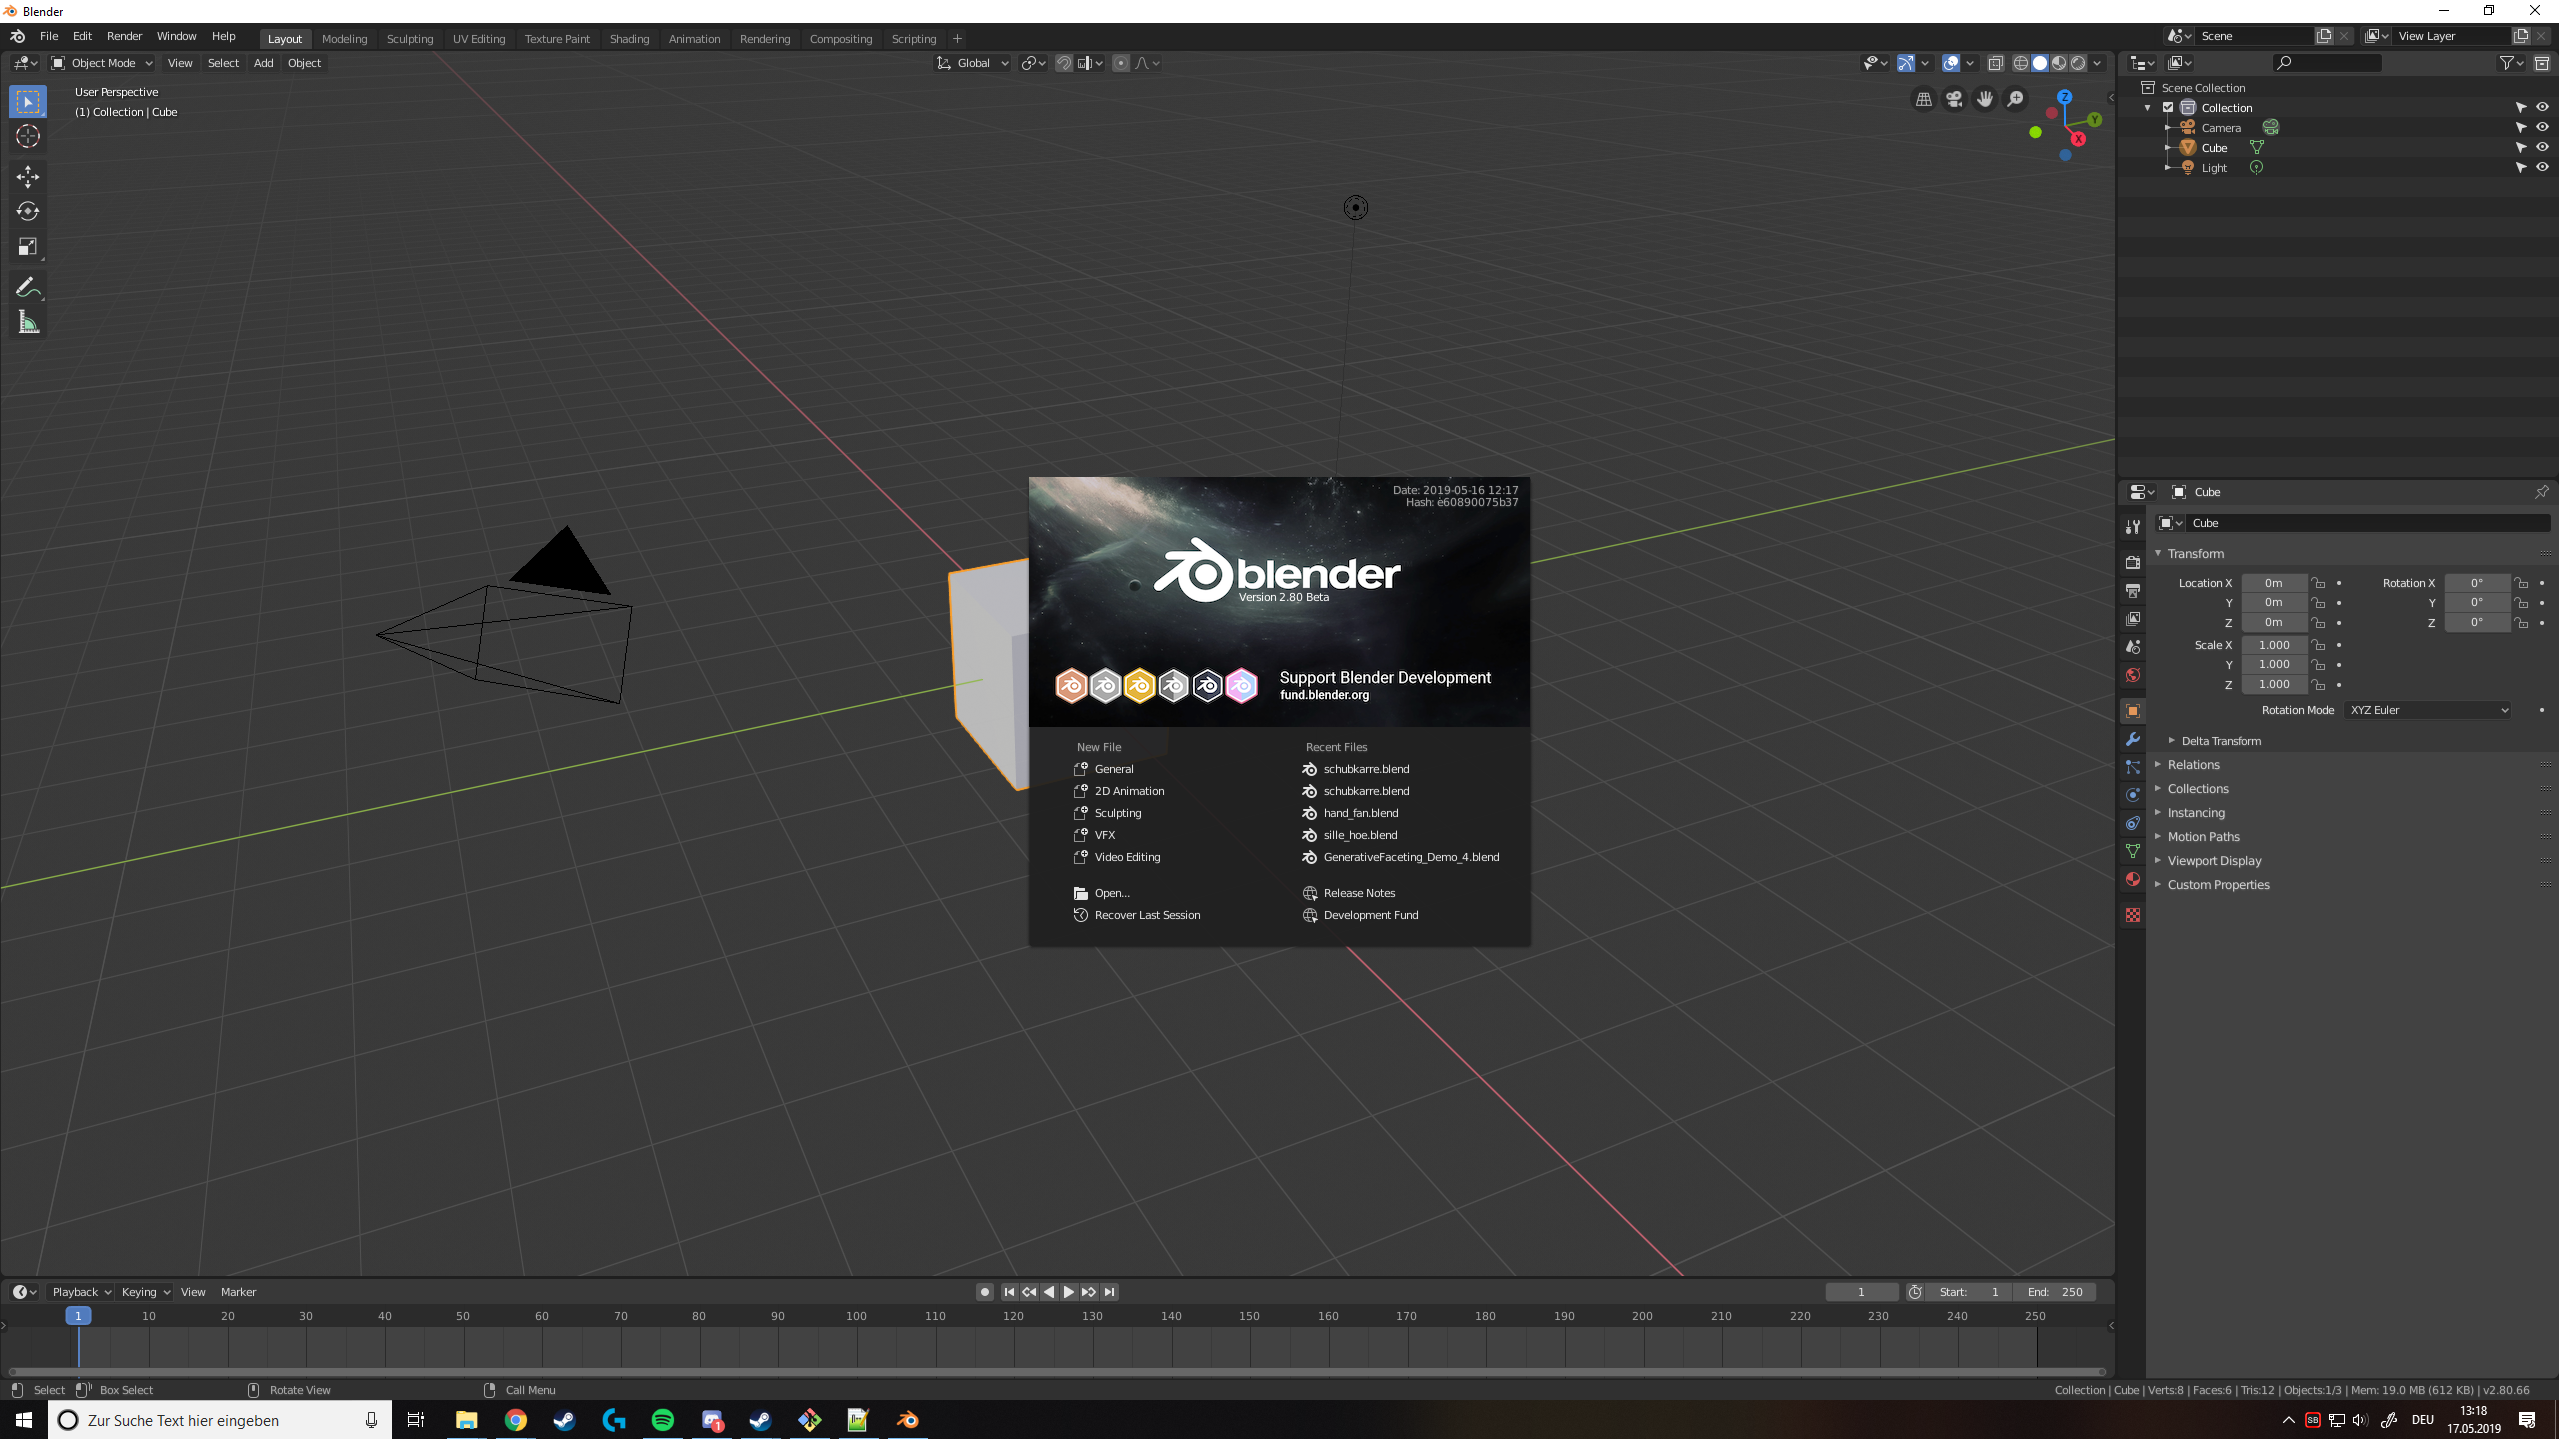 Blender
File Edit Render Window Help Layout Modeling Sculpting UV Editing Texture Paint Shading Animation Rendering Compositing Scripting + Scene View Layer
Object Mode View Select Add Object Global
User Perspective
(1) Collection | Cube
Z
Y
X
Scene Collection
Collection
Camera
Cube
Light
Date: 2019-05-16 12:17
Hash: e60890075b37
blender
Version 2.80 Beta
Support Blender Development
fund.blender.org
New File
General
2D Animation
Sculpting
VFX
Video Editing
Open...
Recover Last Session
Recent Files
schubkarre.blend
schubkarre.blend
hand_fan.blend
sille_hoe.blend
GenerativeFaceting_Demo_4.blend
Release Notes
Development Fund
Cube
Cube
Transform
Location X 0m Rotation X 0°
Y 0m Y 0°
Z 0m Z 0°
Scale X 1.000
Y 1.000
Z 1.000
Rotation Mode XYZ Euler
Delta Transform
Relations
Collections
Instancing
Motion Paths
Viewport Display
Custom Properties
Playback Keying View Marker 1 Start: 1 End: 250
1 10 20 30 40 50 60 70 80 90 100 110 120 130 140 150 160 170 180 190 200 210 220 230 240 250
Select Box Select Rotate View Call Menu Collection | Cube | Verts:8 | Faces:6 | Tris:12 | Objects:1/3 | Mem: 19.0 MB (612 KB) | v2.80.66
Zur Suche Text hier eingeben 1 SB DEU 13:18
17.05.2019